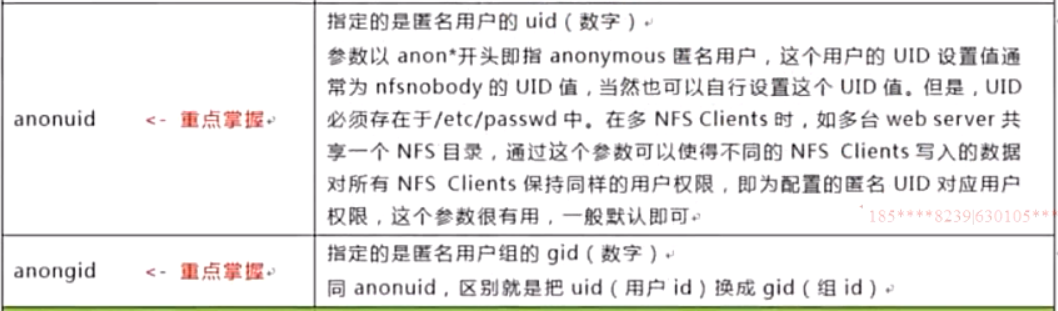 指定的是匿名用户的 uid（数字）
参数以 anon*开头即指 anonymous 匿名用户，这个用户的 UID 设置值通
常为 nfsnobody 的 UID 值，当然也可以自行设置这个 UID 值。但是，UID
anonuid <- 重点掌握
必须存在于/etc/passwd 中。在多 NFS Clients 时，如多台 web server 共
享一个 NFS 目录，通过这个参数可以使得不同的 NFS Clients 写入的数据
对所有 NFS Clients 保持同样的用户权限，即为配置的匿名 UID 对应用户
权限，这个参数很有用，一般默认即可
185****8239|630105***
指定的是匿名用户组的 gid（数字）
anongid <- 重点掌握
同 anonuid，区别就是把 uid（用户 id）换成 gid（组 id）